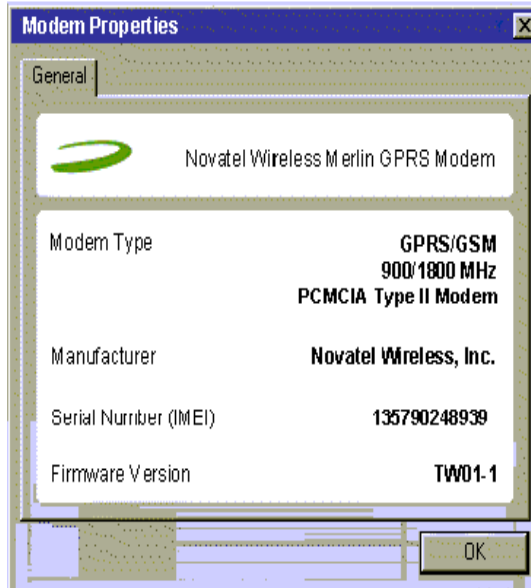 Modem Properties
General
Novatel Wireless Merlin GPRS Modem
Modem Type GPRS/GSM
900/1800 MHz
PCMCIA Type II Modem
Manufacturer Novatel Wireless, Inc.
Serial Number (IMEI) 135790248939
Firmware Version TW01-1
OK